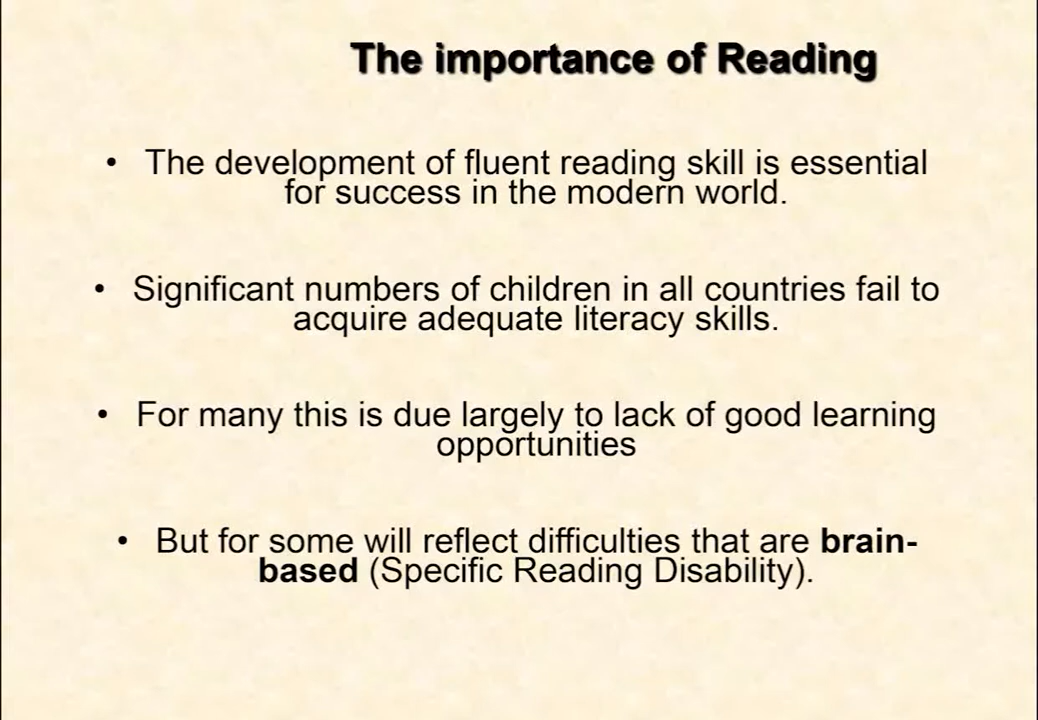 The importance of Reading
• The development of fluent reading skill is essential
for success in the modern world.
• Significant numbers of children in all countries fail to
acquire adequate literacy skills.
• For many this is due largely to lack of good learning
opportunities
• But for some will reflect difficulties that are brain-
based (Specific Reading Disability).